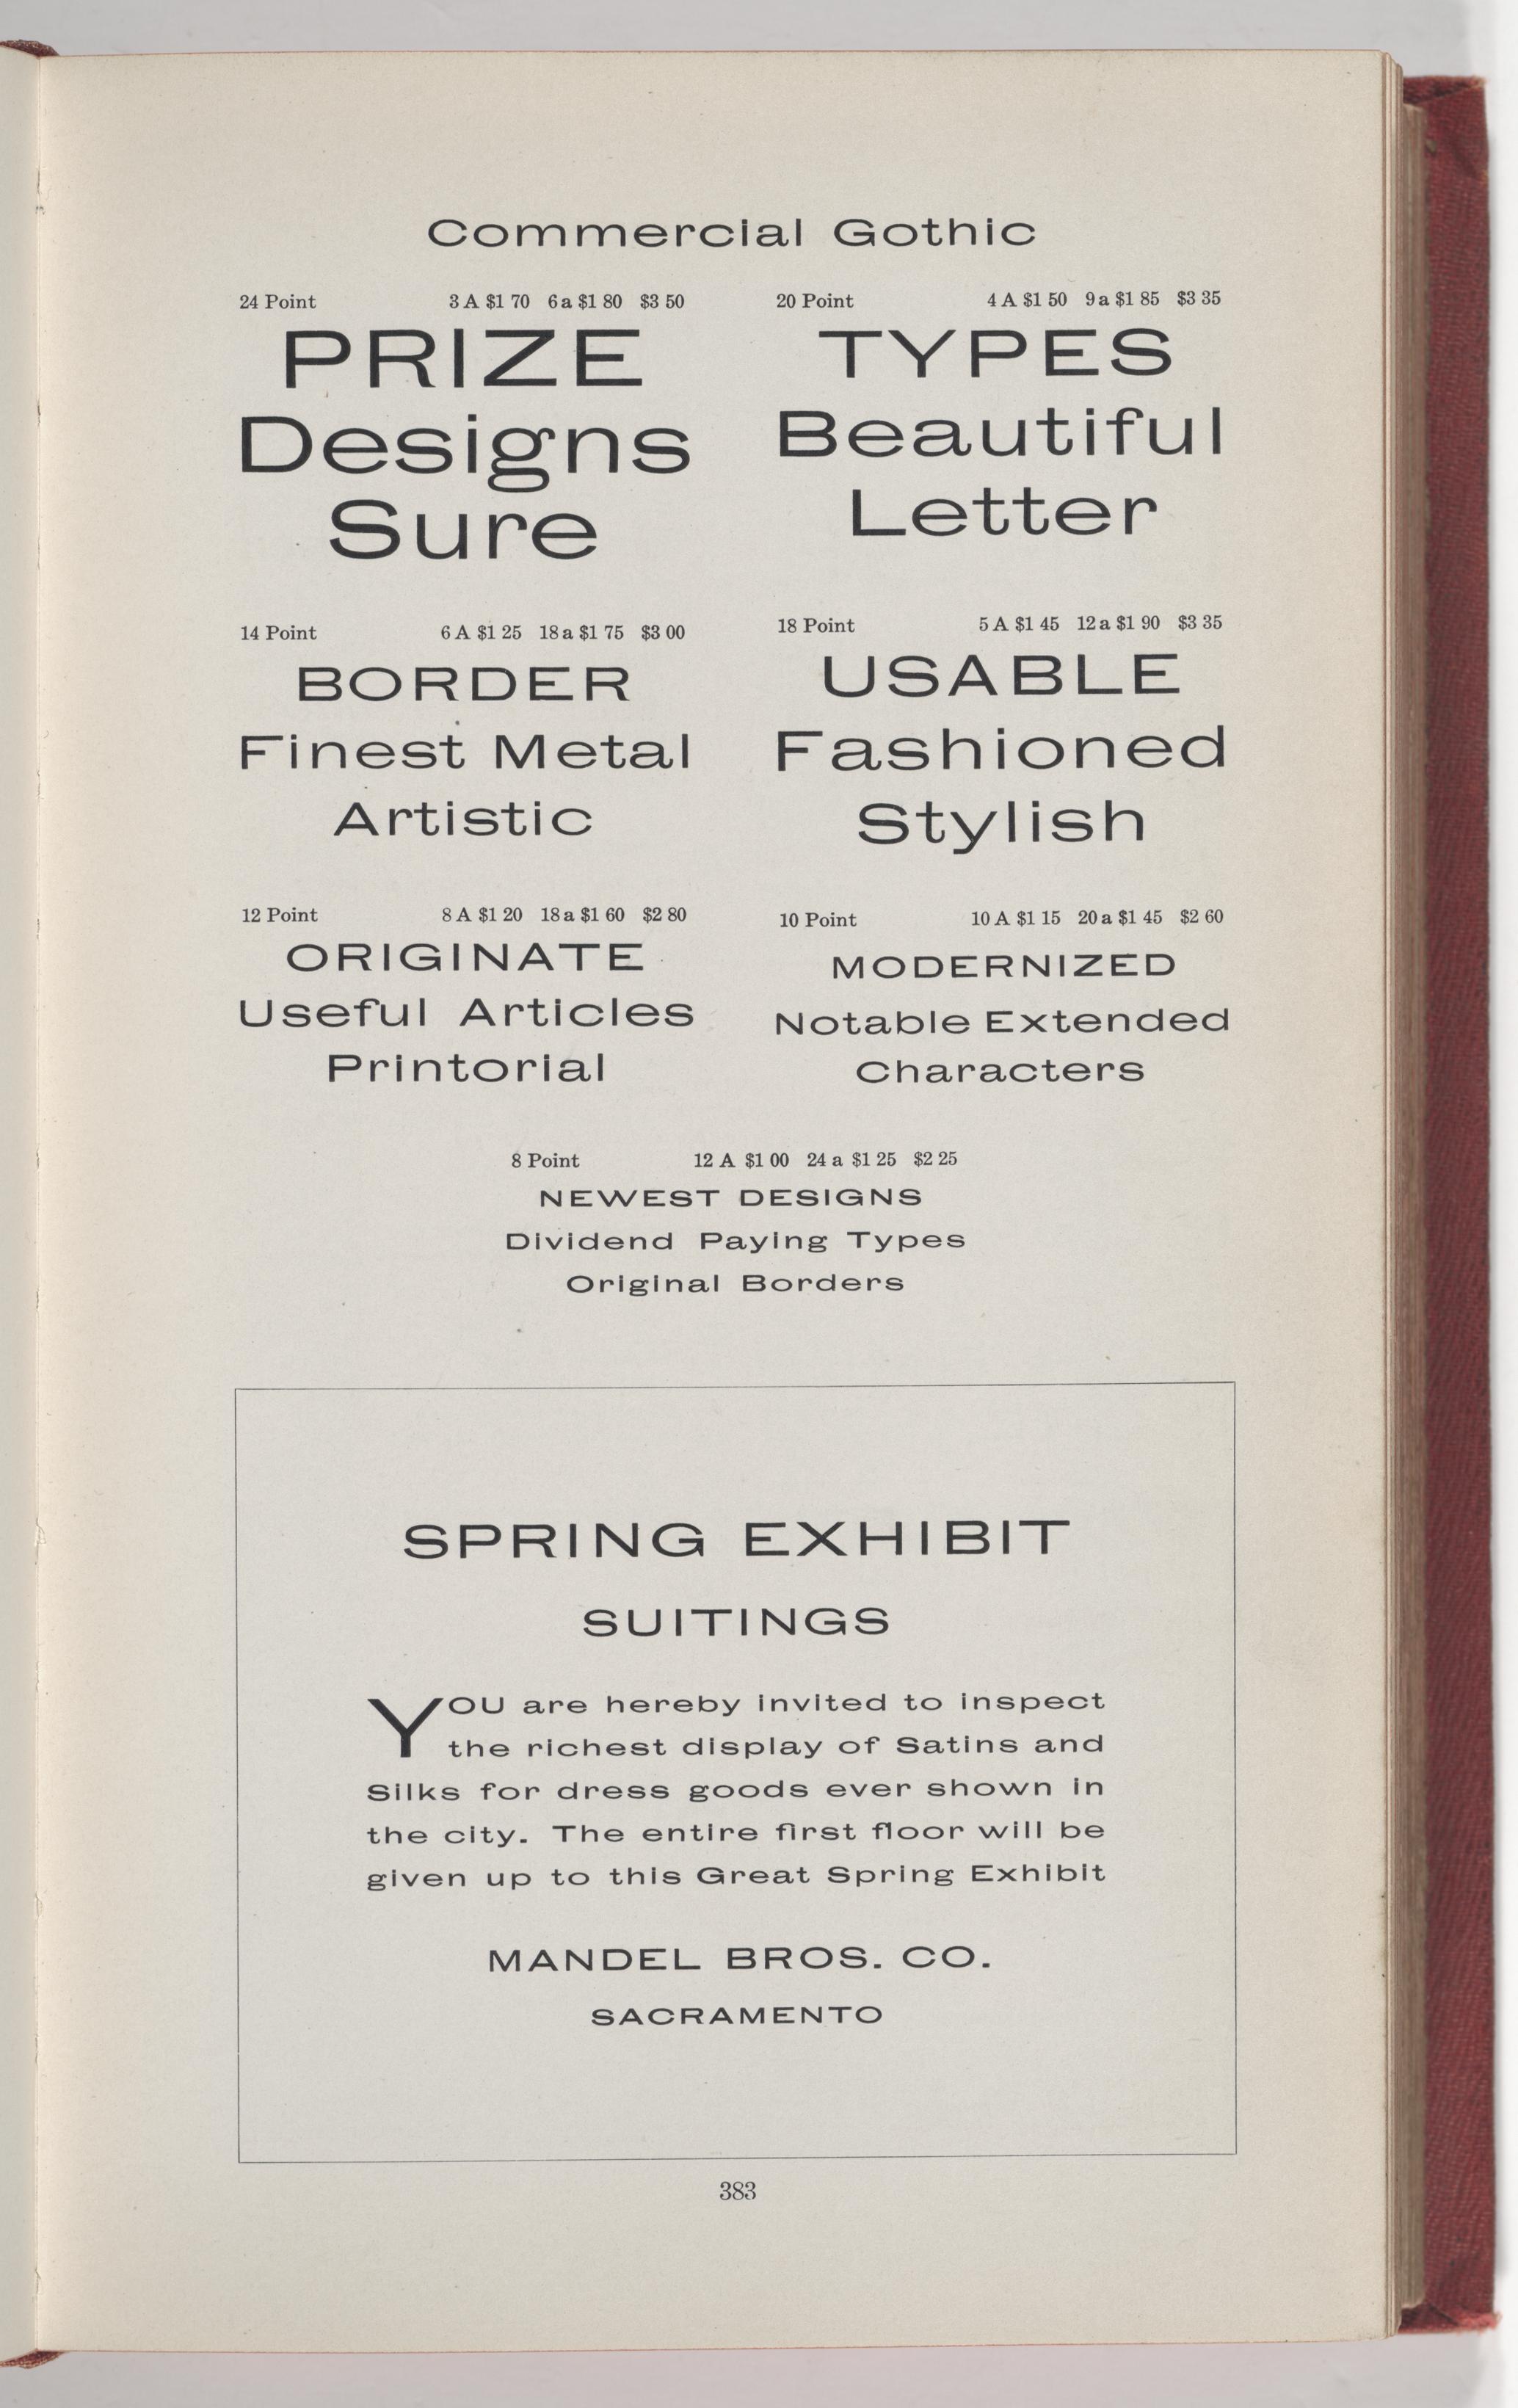 Commercial Gothic
24 Point 3 A $1 70 6 a $1 80 $3 50
PRIZE
Designs
Sure
20 Point 4 A $1 50 9 a $1 85 $3 35
TYPES
Beautiful
Letter
14 Point 6 A $1 25 18 a $1 75 $3 00
BORDER
Finest Metal
Artistic
18 Point 5 A $1 45 12 a $1 90 $3 35
USABLE
Fashioned
Stylish
12 Point 8 A $1 20 18 a $1 60 $2 80
ORIGINATE
Useful Articles
Printorial
10 Point 10 A $1 15 20 a $1 45 $2 60
MODERNIZED
Notable Extended
Characters
8 Point 12 A $1 00 24 a $1 25 $2 25
NEWEST DESIGNS
Dividend Paying Types
Original Borders
SPRING EXHIBIT
SUITINGS
YOU are hereby invited to inspect
the richest display of Satins and
Silks for dress goods ever shown in
the city. The entire first floor will be
given up to this Great Spring Exhibit
MANDEL BROS. CO.
SACRAMENTO
383